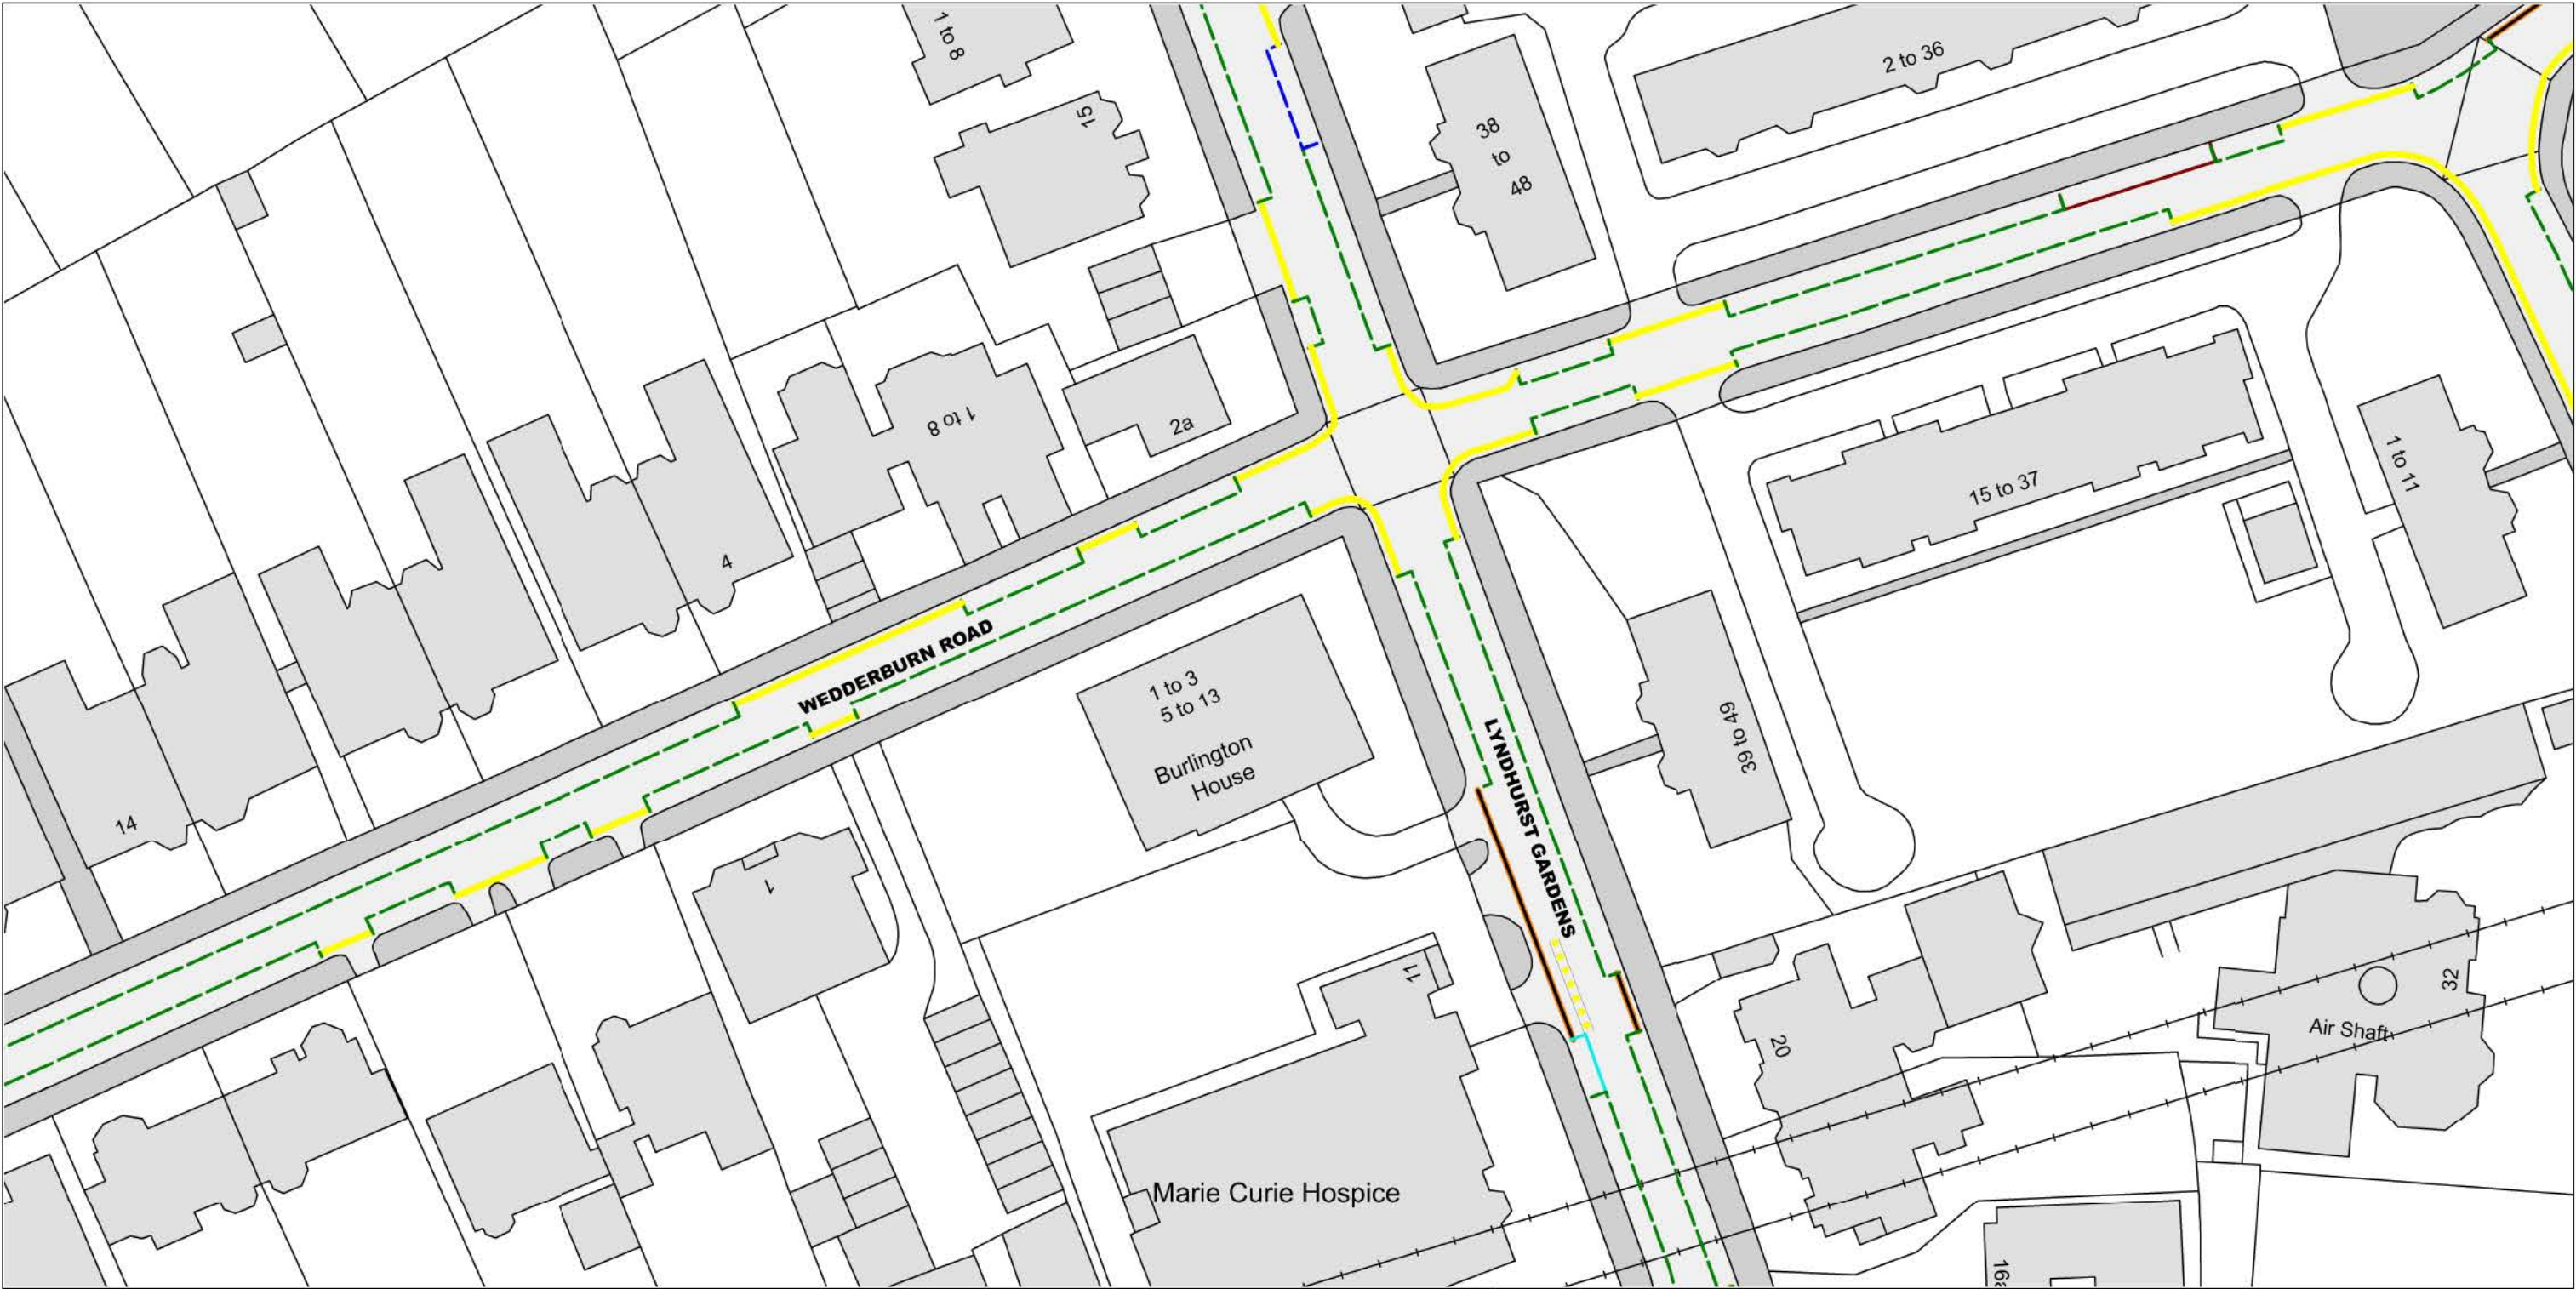 1 to 8
15
38
to
48
2 to 36
1 to 8
2a
4
14
WEDDERBURN ROAD
1 to 3
5 to 13
Burlington
House
15 to 37
1 to 11
39 to 49
LYNDHURST GARDENS
1
11
20
32
Air Shaft
Marie Curie Hospice